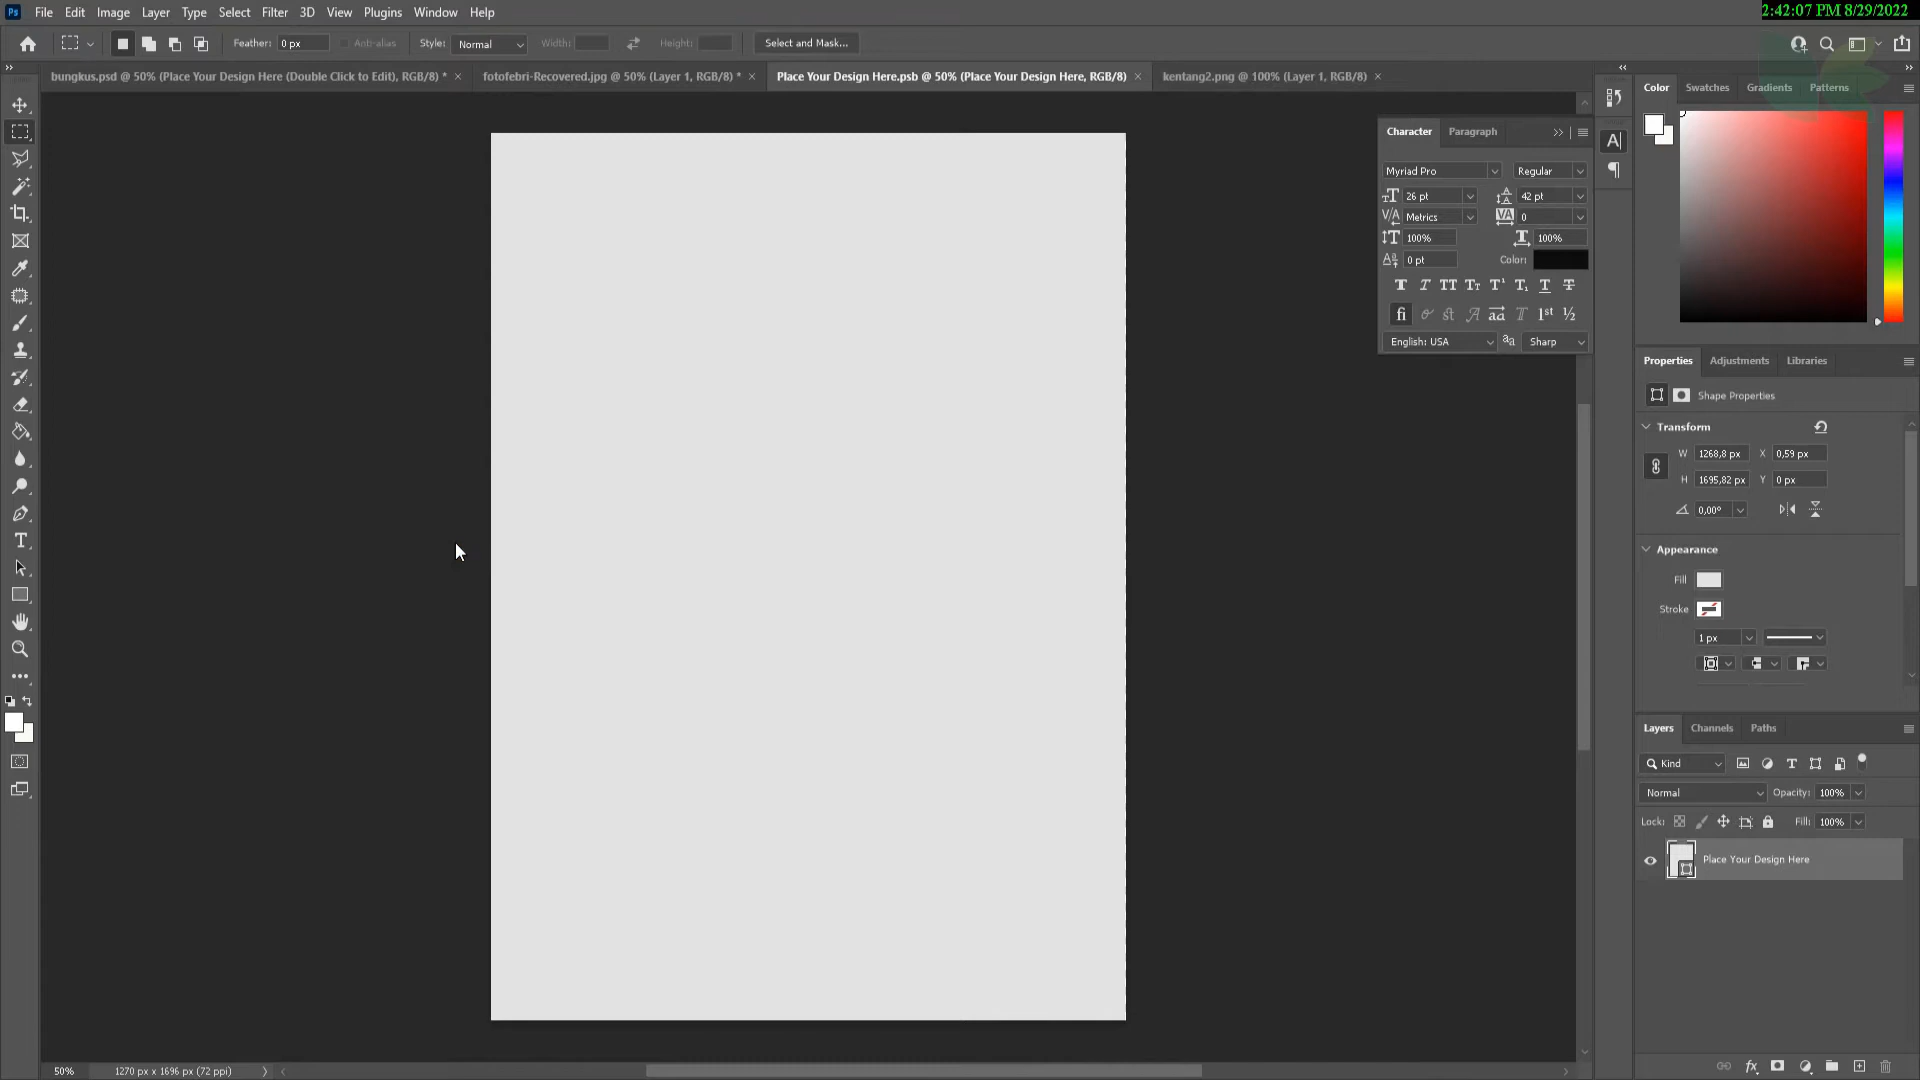 Ps File Edit Image Layer Type Select Filter 3D View Plugins Window Help
2:42:07 PM 8/29/2022
Feather: 0 px Anti-alias Style: Normal Width: Height: Select and Mask...
bungkus.psd @ 50% (Place Your Design Here (Double Click to Edit), RGB/8) *
fotofebri-Recovered.jpg @ 50% (Layer 1, RGB/8) *
Place Your Design Here.psb @ 50% (Place Your Design Here, RGB/8)
kentang2.png @ 100% (Layer 1, RGB/8)
Character Paragraph
Myriad Pro Regular
26 pt 42 pt
Metrics 0
100% 100%
0 pt Color:
English: USA Sharp
Color Swatches Gradients Patterns
Properties Adjustments Libraries
Shape Properties
Transform
W 1268,8 px X 0,59 px
H 1695,82 px Y 0 px
0,00°
Appearance
Fill
Stroke
1 px
Layers Channels Paths
Kind
Normal Opacity: 100%
Lock: Fill: 100%
Place Your Design Here
fx
50% 1270 px x 1696 px (72 ppi)